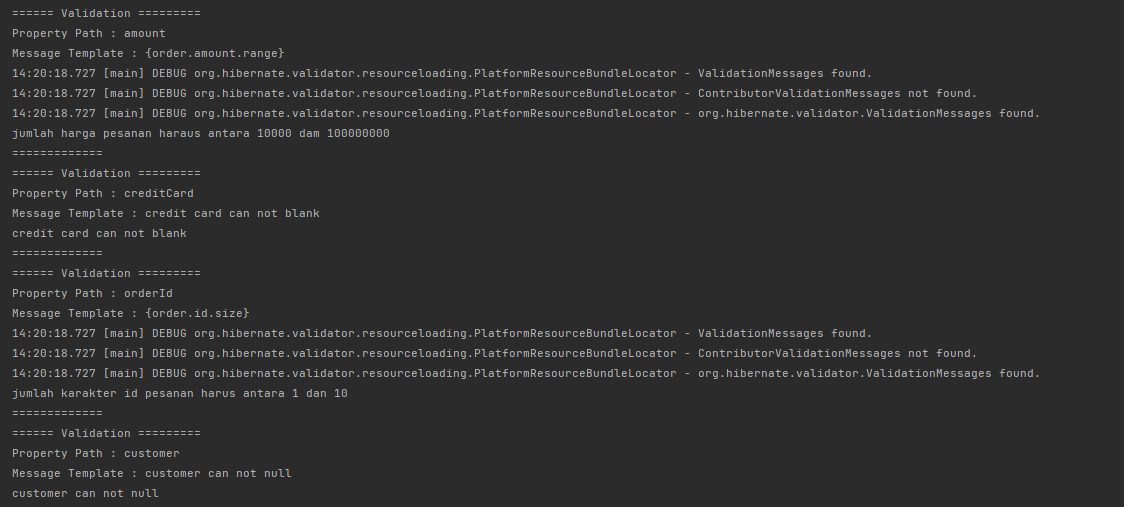 ====== Validation =========
Property Path : amount
Message Template : {order.amount.range}
14:20:18.727 [main] DEBUG org.hibernate.validator.resourceloading.PlatformResourceBundleLocator - ValidationMessages found.
14:20:18.727 [main] DEBUG org.hibernate.validator.resourceloading.PlatformResourceBundleLocator - ContributorValidationMessages not found.
14:20:18.727 [main] DEBUG org.hibernate.validator.resourceloading.PlatformResourceBundleLocator - org.hibernate.validator.ValidationMessages found.
jumlah harga pesanan haraus antara 10000 dam 100000000
=============
====== Validation =========
Property Path : creditCard
Message Template : credit card can not blank
credit card can not blank
=============
====== Validation =========
Property Path : orderId
Message Template : {order.id.size}
14:20:18.727 [main] DEBUG org.hibernate.validator.resourceloading.PlatformResourceBundleLocator - ValidationMessages found.
14:20:18.727 [main] DEBUG org.hibernate.validator.resourceloading.PlatformResourceBundleLocator - ContributorValidationMessages not found.
14:20:18.727 [main] DEBUG org.hibernate.validator.resourceloading.PlatformResourceBundleLocator - org.hibernate.validator.ValidationMessages found.
jumlah karakter id pesanan harus antara 1 dan 10
=============
====== Validation =========
Property Path : customer
Message Template : customer can not null
customer can not null